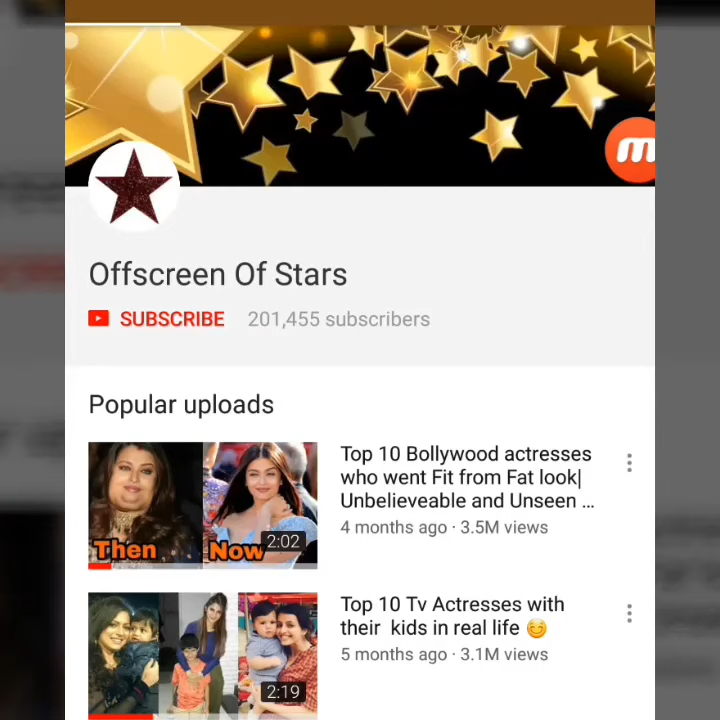 m
Offscreen Of Stars
SUBSCRIBE 201,455 subscribers
Popular uploads
Top 10 Bollywood actresses
who went Fit from Fat look|
Unbelieveable and Unseen ...
4 months ago · 3.5M views
Then Now 2:02
Top 10 Tv Actresses with
their kids in real life 😊
5 months ago · 3.1M views
2:19